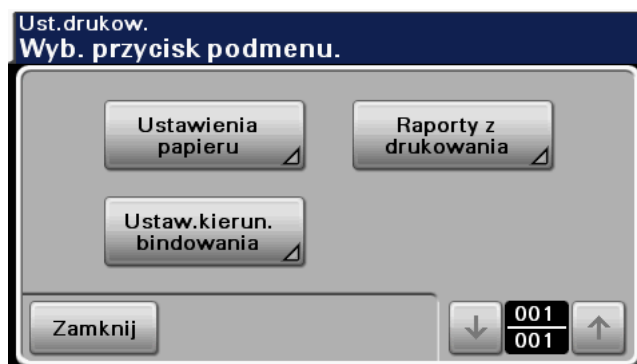 Ust.drukow.
Wyb. przycisk podmenu.
Ustawienia
papieru
Raporty z
drukowania
Ustaw.kierun.
bindowania
Zamknij
001
001